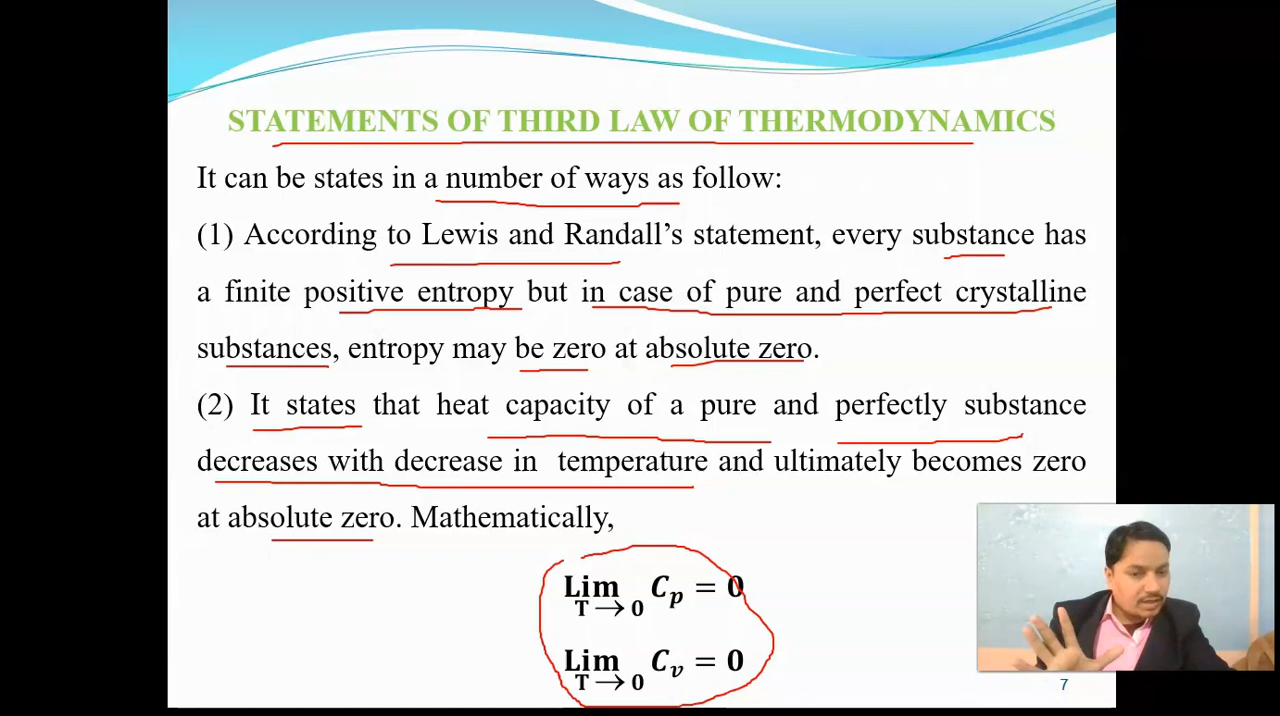 STATEMENTS OF THIRD LAW OF THERMODYNAMICS
It can be states in a number of ways as follow:
(1) According to Lewis and Randall’s statement, every substance has
a finite positive entropy but in case of pure and perfect crystalline
substances, entropy may be zero at absolute zero.
(2) It states that heat capacity of a pure and perfectly substance
decreases with decrease in temperature and ultimately becomes zero
at absolute zero. Mathematically,
Lim T → 0 Cp = 0
Lim T → 0 Cv = 0
7